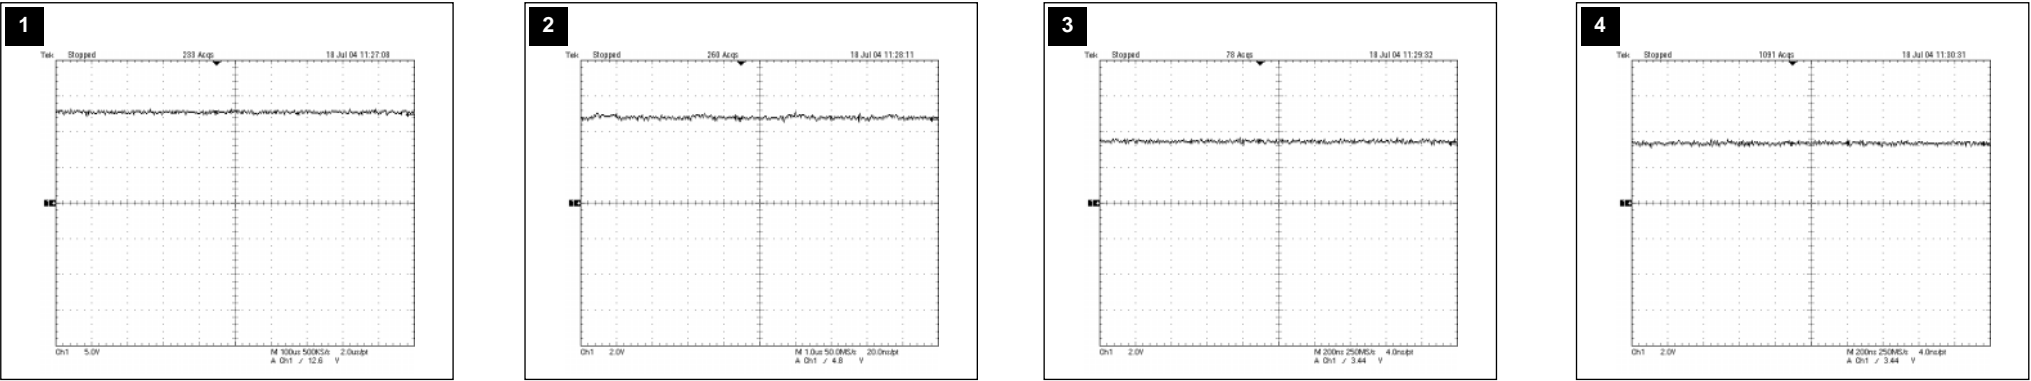 1
Tek Stopped 233 Acqs 18 Jul 04 11:27:08
Ch1 5.0V M 100us 500KS/s 2.0us/pt
A Ch1 / 12.6 V
2
Tek Stopped 263 Acqs 18 Jul 04 11:28:11
Ch1 2.0V M 1.0us 50.0MS/s 20.0ns/pt
A Ch1 / 4.8 V
3
Tek Stopped 78 Acqs 18 Jul 04 11:29:32
Ch1 2.0V M 200ns 250MS/s 4.0ns/pt
A Ch1 / 3.44 V
4
Tek Stopped 1091 Acqs 18 Jul 04 11:30:31
Ch1 2.0V M 200ns 250MS/s 4.0ns/pt
A Ch1 / 3.44 V